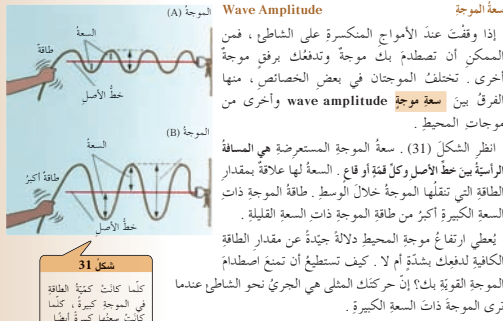 سعةُ الموجةِ Wave Amplitude
إذا وقفْتَ عندَ الأمواجِ المنكسرةِ على الشاطئ ، فمن
الممكن أن تصطدمَ بكَ موجةٌ وتدفعُك برفقٍ موجةٌ
أخرى . تختلفُ الموجتان في بعض الخصائصِ ، منها
الفرقُ بينَ سعةِ موجةٍ wave amplitude وأخرى من
موجاتِ المحيطِ .
انظر الشكلَ (31) . سعةُ الموجةِ المستعرضةِ هي المسافةُ
الرأسيّةُ بينَ خطِّ الأصلِ وكلِّ قمّةٍ أو قاعٍ . السعةُ لها علاقةٌ بمقدارِ
الطاقةِ التي تنقلُها الموجةُ خلالَ الوسطِ . طاقةُ الموجةِ ذاتِ
السعةِ الكبيرةِ أكبرُ من طاقةِ الموجةِ ذاتِ السعةِ القليلةِ .
يُعطي ارتفاعُ موجةِ المحيطِ دلالةً جيّدةً عن مقدارِ الطاقةِ
الكافيةِ لدفعِكَ بشدّةٍ أم لا . كيف تستطيعُ أن تمنعَ اصطدامَ
الموجةِ القويّةِ بك؟ إنّ حركتَك المثلى هي الجريُ نحو الشاطئِ عندما
ترى الموجةَ ذاتَ السعةِ الكبيرةِ .
الموجةُ (A)
السعةُ
طاقةٌ
خطُّ الأصلِ
الموجةُ (B)
السعةُ
طاقةٌ أكبرُ
خطُّ الأصلِ
شكلُ 31
كلّما كانَتْ كميّةُ الطاقةِ
في الموجةِ كبيرةً ، كلّما
كانَتْ سعتُها كبيرةً أيضًا